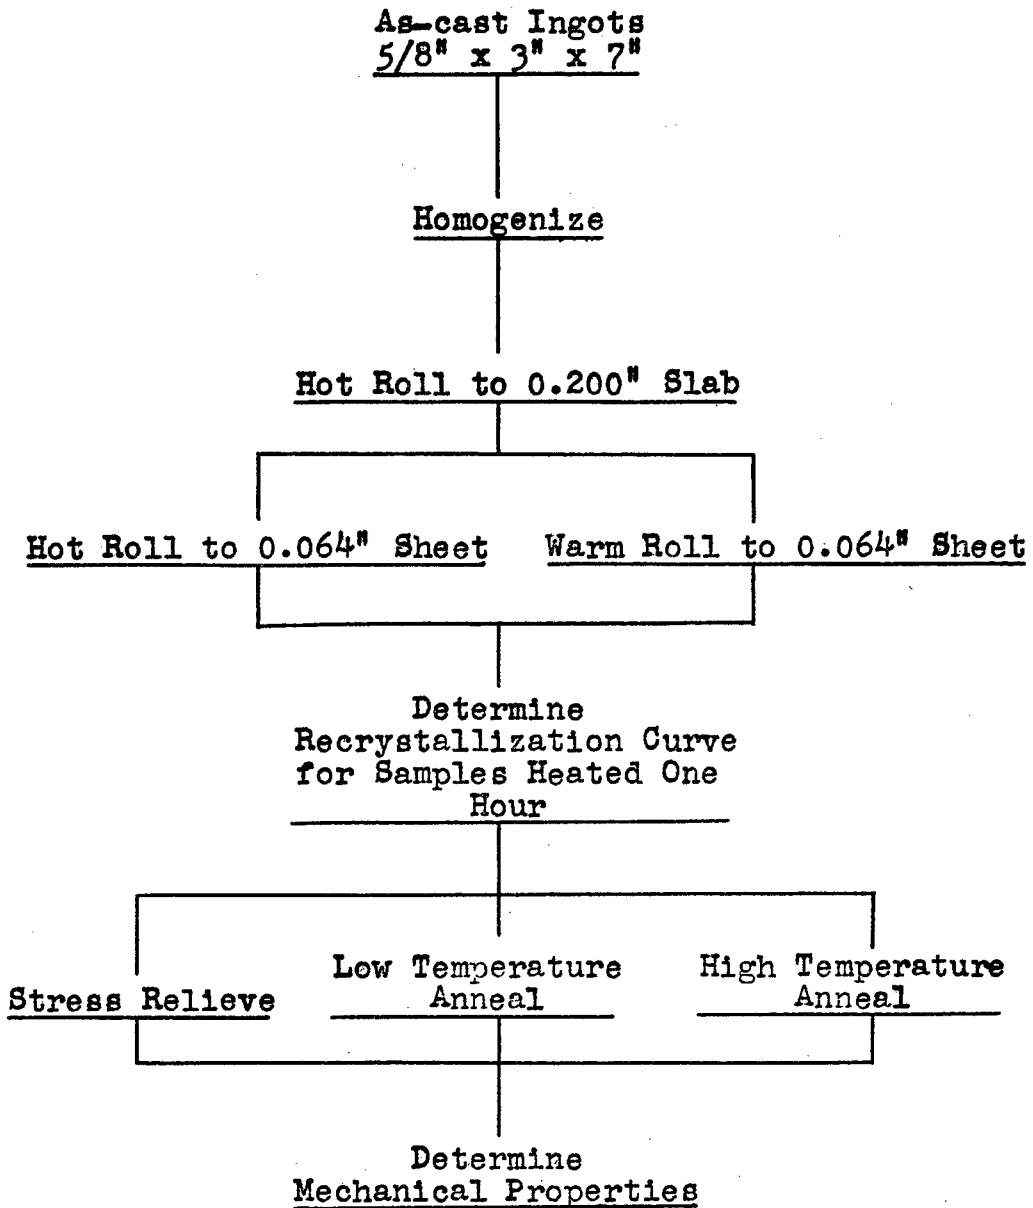 As-cast Ingots
5/8" x 3" x 7"
Homogenize
Hot Roll to 0.200" Slab
Hot Roll to 0.064" Sheet
Warm Roll to 0.064" Sheet
Determine
Recrystallization Curve
for Samples Heated One
Hour
Stress Relieve
Low Temperature
Anneal
High Temperature
Anneal
Determine
Mechanical Properties